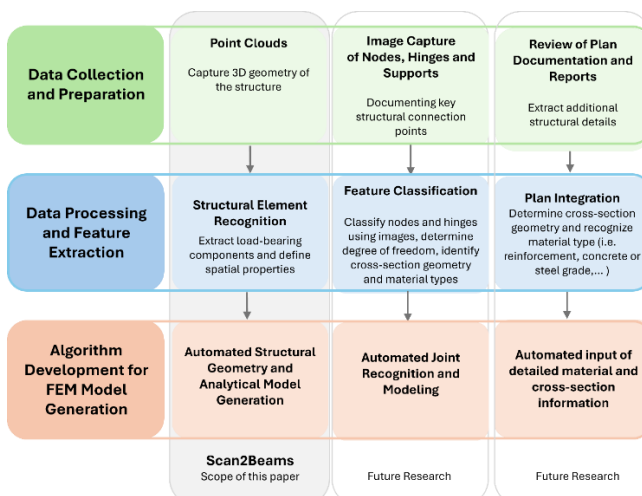 Data Collection
and Preparation
Point Clouds
Capture 3D geometry of
the structure
Image Capture
of Nodes, Hinges and
Supports
Documenting key
structural connection
points
Review of Plan
Documentation and
Reports
Extract additional
structural details
Data Processing
and Feature
Extraction
Structural Element
Recognition
Extract load-bearing
components and define
spatial properties
Feature Classification
Classify nodes and hinges
using images, determine
degree of freedom, identify
cross-section geometry
and material types
Plan Integration
Determine cross-section
geometry and recognize
material type (i.e.
reinforcement, concrete or
steel grade,... )
Algorithm
Development for
FEM Model
Generation
Automated Structural
Geometry and
Analytical Model
Generation
Automated Joint
Recognition and
Modeling
Automated input of
detailed material and
cross-section
information
Scan2Beams
Scope of this paper
Future Research
Future Research